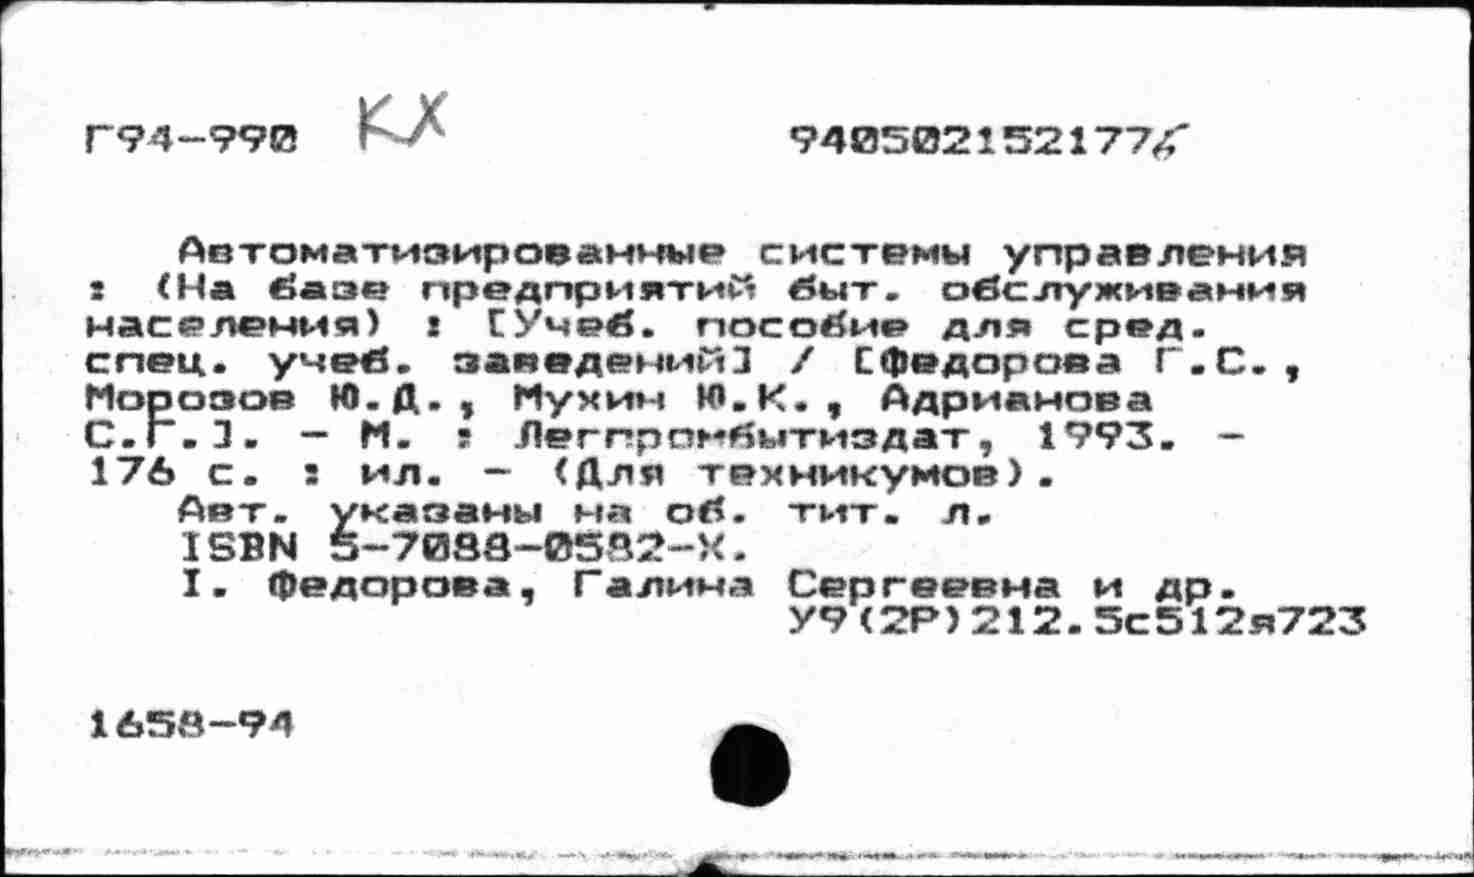 Г94-990 КХ 940502152177б
Автоматизированные системы управления
: (На базе предприятий быт. обслуживания
населения) : [Учеб. пособие для сред.
спец. учеб. заведений] / [Федорова Г.С.,
Морозов Ю.Д., Мухин Ю.К., Адрианова
С.Г.]. - М. : Легпромбытиздат, 1993. -
176 с. : ил. - (Для техникумов).
Авт. указаны на об. тит. л.
ISBN 5-7088-0582-X.
I. Федорова, Галина Сергеевна и др.
У9(2Р)212.5с512я723
1658-94